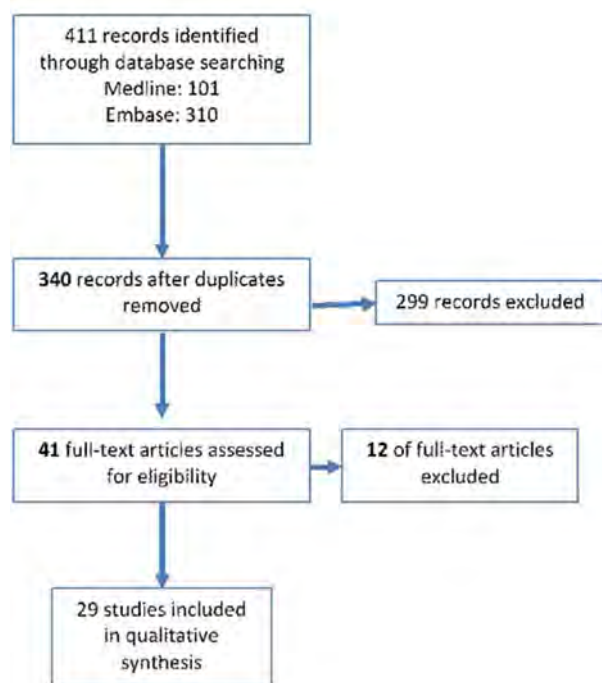 411 records identified
through database searching
Medline: 101
Embase: 310
340 records after duplicates
removed
299 records excluded
41 full-text articles assessed
for eligibility
12 of full-text articles
excluded
29 studies included
in qualitative
synthesis